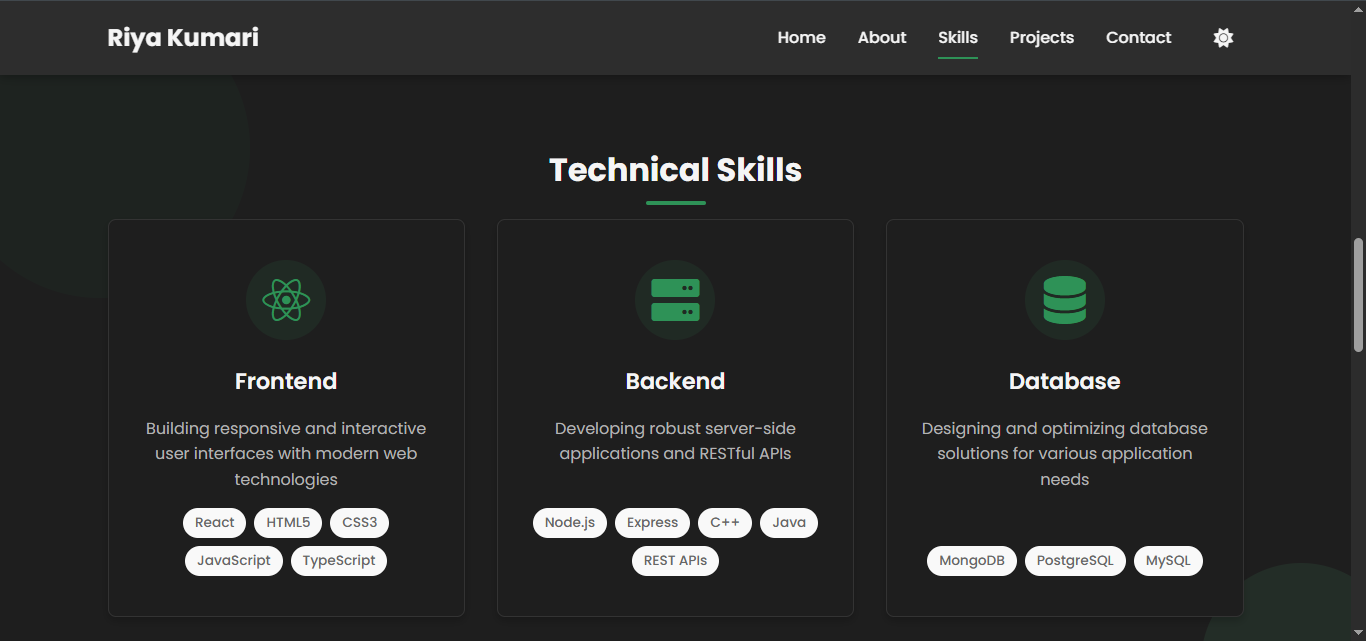 Riya Kumari
Home About Skills Projects Contact
Technical Skills
Frontend
Building responsive and interactive
user interfaces with modern web
technologies
React HTML5 CSS3
JavaScript TypeScript
Backend
Developing robust server-side
applications and RESTful APIs
Node.js Express C++ Java
REST APIs
Database
Designing and optimizing database
solutions for various application
needs
MongoDB PostgreSQL MySQL